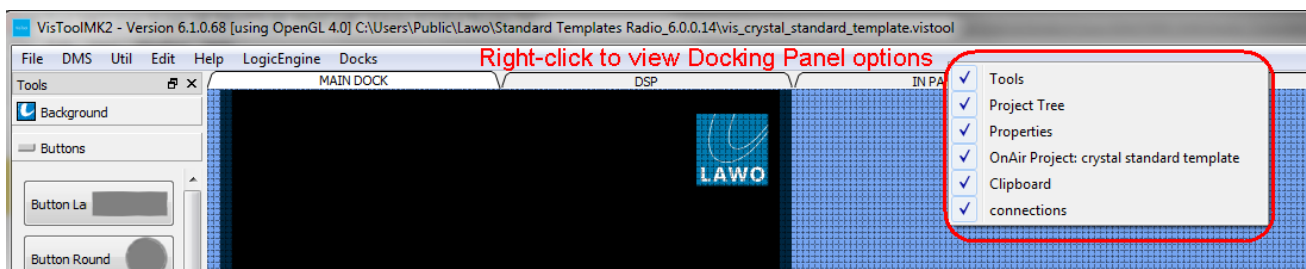 VisToolMK2 - Version 6.1.0.68 [using OpenGL 4.0] C:\Users\Public\Lawo\Standard Templates Radio_6.0.0.14\vis_crystal_standard_template.vistool
File DMS Util Edit Help LogicEngine Docks
Right-click to view Docking Panel options
Tools
MAIN DOCK
DSP
IN PA
Background
Buttons
Button La
Button Round
LAWO
Tools
Project Tree
Properties
OnAir Project: crystal standard template
Clipboard
connections